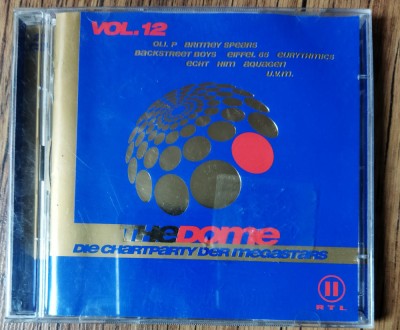 VOL.12
OLI. P BRITNEY SPEARS
BACKSTREET BOYS EIFFEL 65 EURYTHMICS
ECHT HIM AQUAGEN
U.V.M.
THE DOME
DIE CHARTPARTY DER MEGASTARS
II
RTL